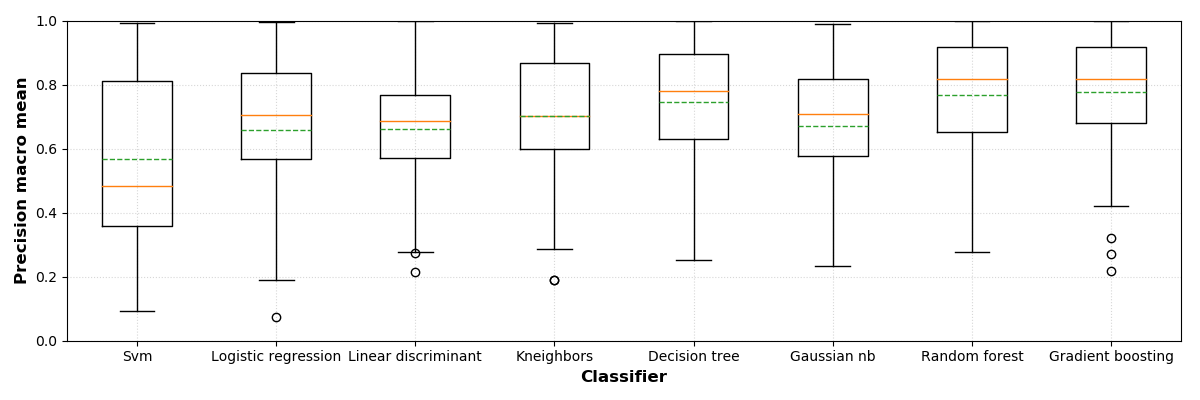 Precision macro mean
1.0
0.8
0.6
0.4
0.2
0.0
Svm Logistic regression Linear discriminant Kneighbors Decision tree Gaussian nb Random forest Gradient boosting
Classifier